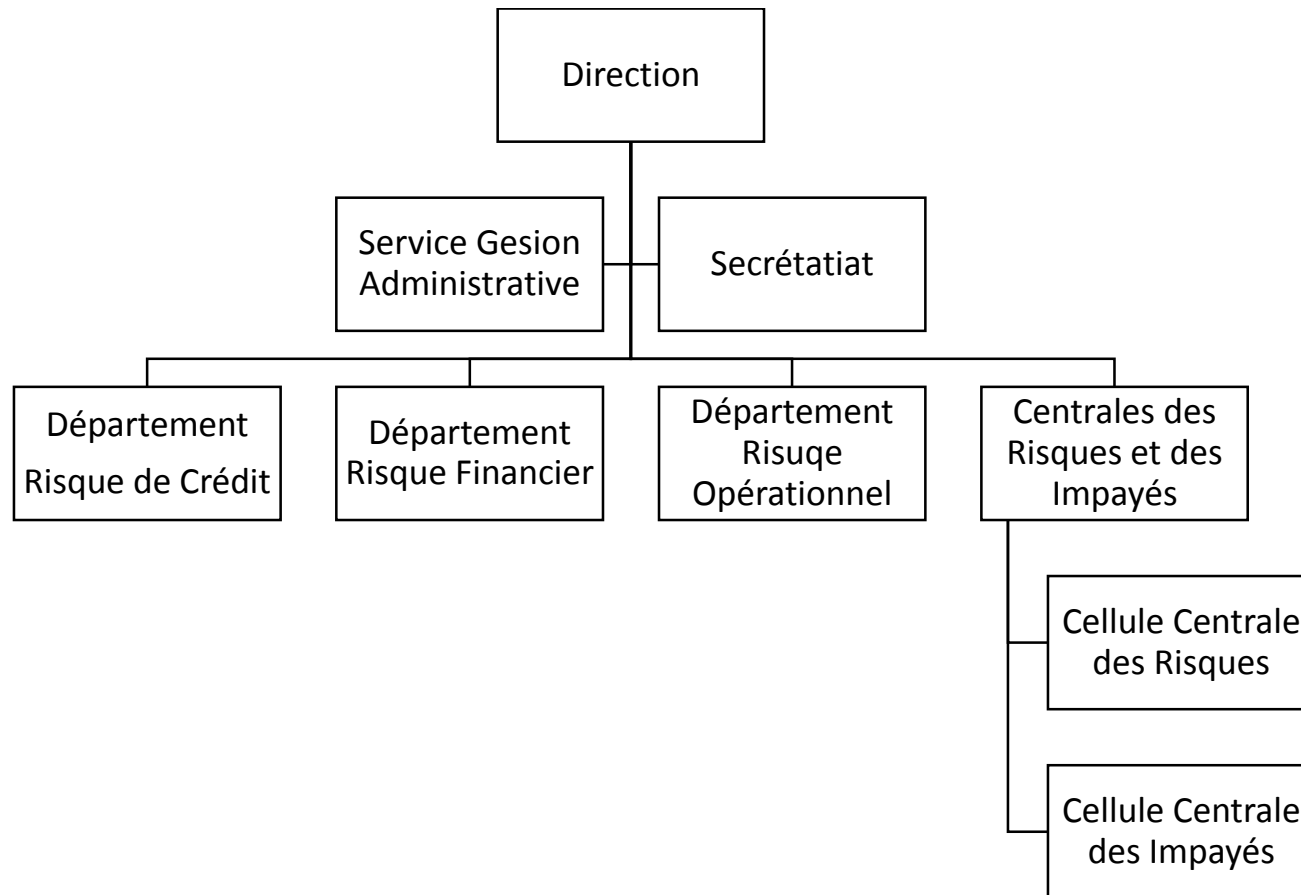 Direction
Service Gesion
Administrative
Secrétatiat
Département
Risque de Crédit
Département
Risque Financier
Département
Risuqe
Opérationnel
Centrales des
Risques et des
Impayés
Cellule Centrale
des Risques
Cellule Centrale
des Impayés